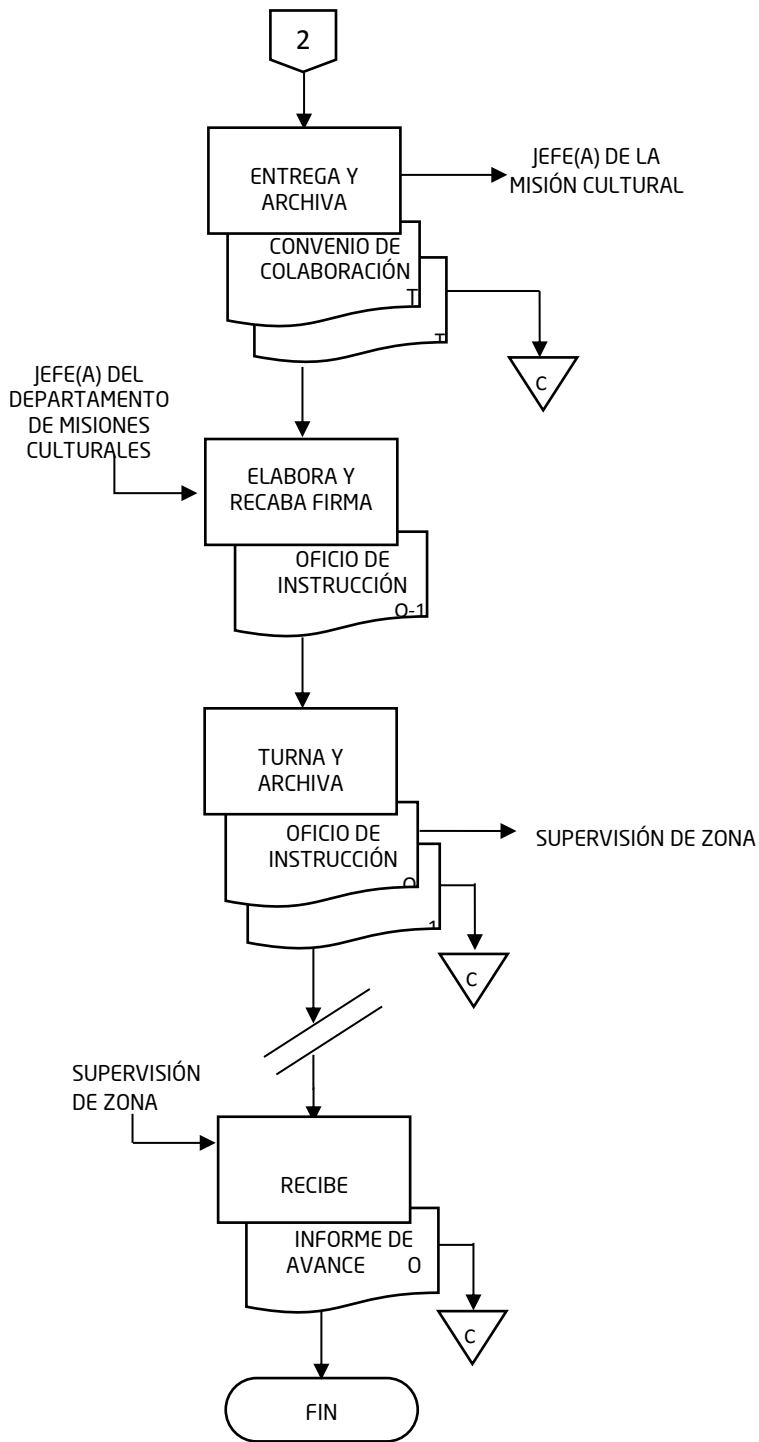 2
ENTREGA Y
ARCHIVA
JEFE(A) DE LA
MISIÓN CULTURAL
CONVENIO DE
COLABORACIÓN
T
T
C
JEFE(A) DEL
DEPARTAMENTO
DE MISIONES
CULTURALES
ELABORA Y
RECABA FIRMA
OFICIO DE
INSTRUCCIÓN
O-1
TURNA Y
ARCHIVA
OFICIO DE
INSTRUCCIÓN
O
SUPERVISIÓN DE ZONA
1
C
SUPERVISIÓN
DE ZONA
RECIBE
INFORME DE
AVANCE O
C
FIN